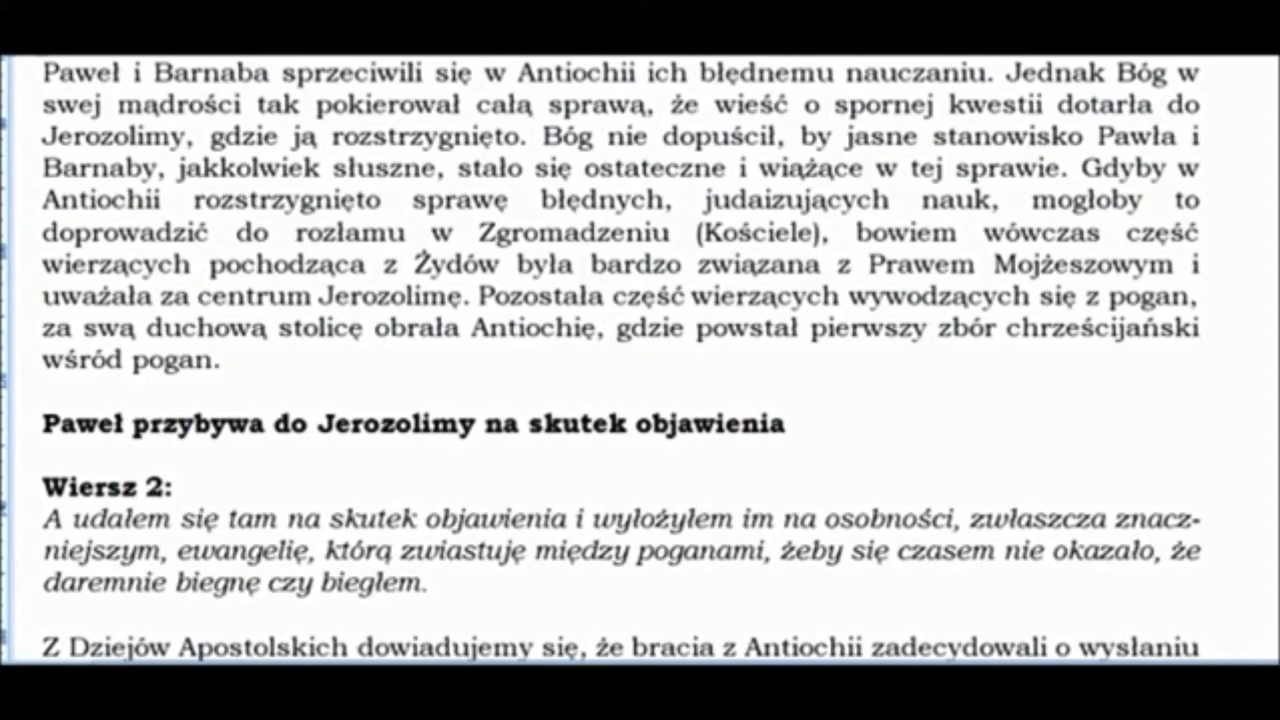 Paweł i Barnaba sprzeciwili się w Antiochii ich błędnemu nauczaniu. Jednak Bóg w
swej mądrości tak pokierował całą sprawą, że wieść o spornej kwestii dotarła do
Jerozolimy, gdzie ją rozstrzygnięto. Bóg nie dopuścił, by jasne stanowisko Pawła i
Barnaby, jakkolwiek słuszne, stało się ostateczne i wiążące w tej sprawie. Gdyby w
Antiochii rozstrzygnięto sprawę błędnych, judaizujących nauk, mogłoby to
doprowadzić do rozłamu w Zgromadzeniu (Kościele), bowiem wówczas część
wierzących pochodząca z Żydów była bardzo związana z Prawem Mojżeszowym i
uważała za centrum Jerozolimę. Pozostała część wierzących wywodzących się z pogan,
za swą duchową stolicę obrała Antiochię, gdzie powstał pierwszy zbór chrześcijański
wśród pogan.
Paweł przybywa do Jerozolimy na skutek objawienia
Wiersz 2:
A udałem się tam na skutek objawienia i wyłożyłem im na osobności, zwłaszcza znacz-
niejszym, ewangelię, którą zwiastuję między poganami, żeby się czasem nie okazało, że
daremnie biegnę czy biegłem.
Z Dziejów Apostolskich dowiadujemy się, że bracia z Antiochii zadecydowali o wysłaniu